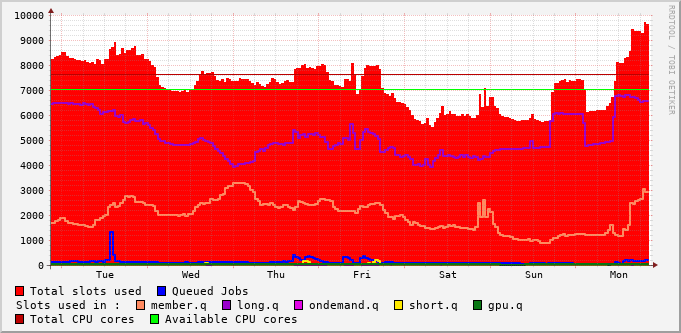 10000
9000
8000
7000
6000
5000
4000
3000
2000
1000
0
Tue Wed Thu Fri Sat Sun Mon
RRDTOOL / TOBI OETIKER
Total slots used Queued Jobs
Slots used in : member.q long.q ondemand.q short.q gpu.q
Total CPU cores Available CPU cores